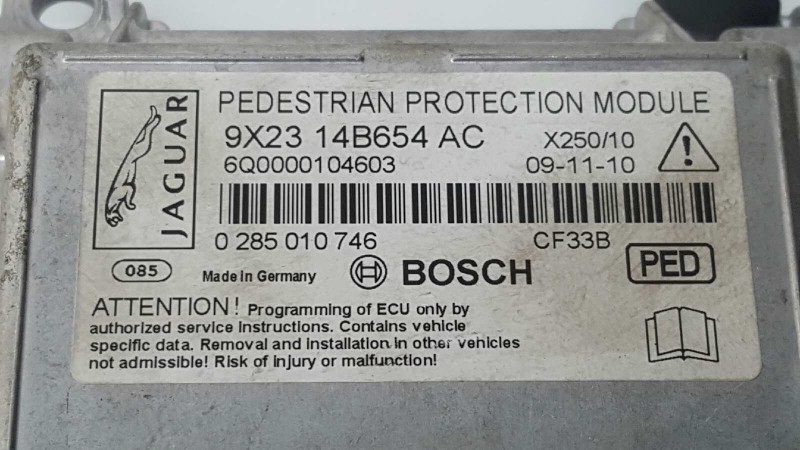 JAGUAR
PEDESTRIAN PROTECTION MODULE
9X23 14B654 AC X250/10
6Q0000104603 09-11-10
0 285 010 746 CF33B
085 Made in Germany BOSCH PED
ATTENTION! Programming of ECU only by
authorized service instructions. Contains vehicle
specific data. Removal and installation in other vehicles
not admissible! Risk of injury or malfunction!